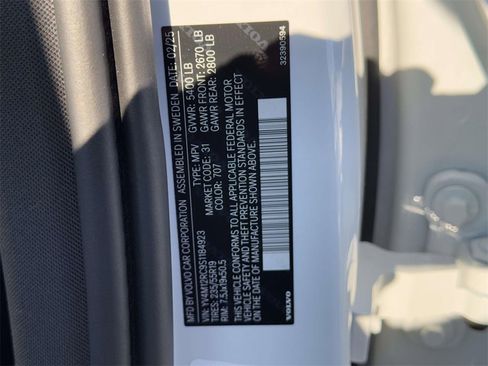 MFD BY VOLVO CAR CORPORATION ASSEMBLED IN SWEDEN DATE: 02/25
VIN: YV4M12RC9S1184923 TYPE: MPV GVWR: 5400 LB
TIRES: 235/55R19 MARKET: 31 GAWR FRONT: 2670 LB
RIM: 7.5Jx19x50.5 COLOR: 707 GAWR REAR: 2800 LB
THIS VEHICLE CONFORMS TO ALL APPLICABLE FEDERAL MOTOR
VEHICLE SAFETY AND THEFT PREVENTION STANDARDS IN EFFECT
ON THE DATE OF MANUFACTURE SHOWN ABOVE.
VOLVO
32390594